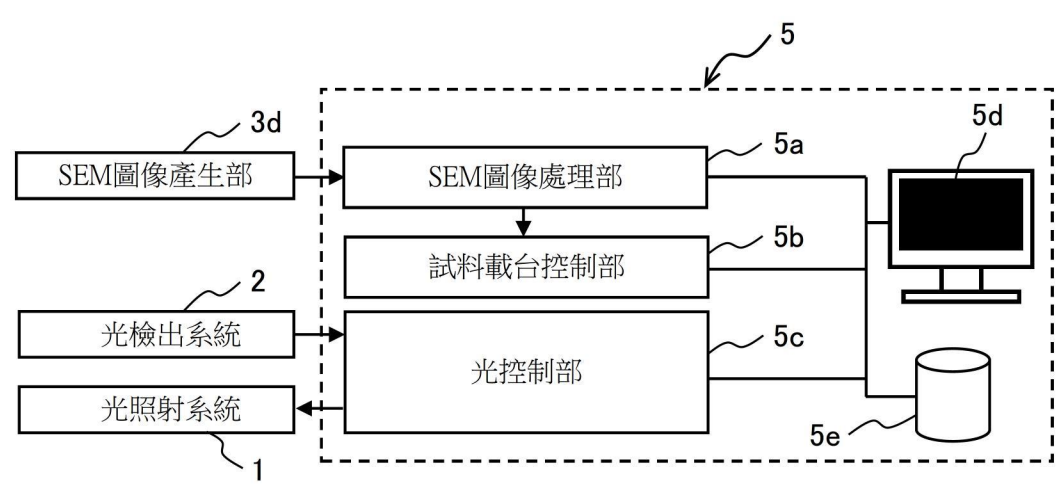 5
3d
SEM圖像產生部
SEM圖像處理部
5a
5d
試料載台控制部
5b
2
光檢出系統
光控制部
5c
光照射系統
1
5e